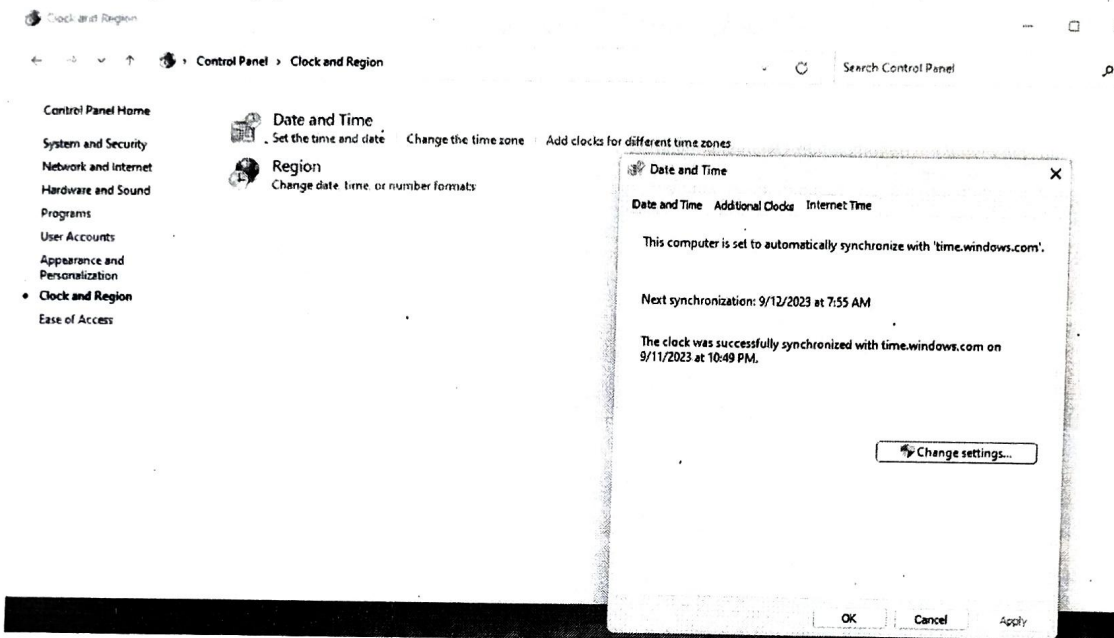 Clock and Region
Control Panel > Clock and Region
Search Control Panel
Control Panel Home
System and Security
Network and Internet
Hardware and Sound
Programs
User Accounts
Appearance and
Personalization
Clock and Region
Ease of Access
Date and Time
Set the time and date Change the time zone Add clocks for different time zones
Region
Change date, time, or number formats
Date and Time
Date and Time Additional Clocks Internet Time
This computer is set to automatically synchronize with 'time.windows.com'.
Next synchronization: 9/12/2023 at 7:55 AM
The clock was successfully synchronized with time.windows.com on
9/11/2023 at 10:49 PM.
Change settings...
OK Cancel Apply